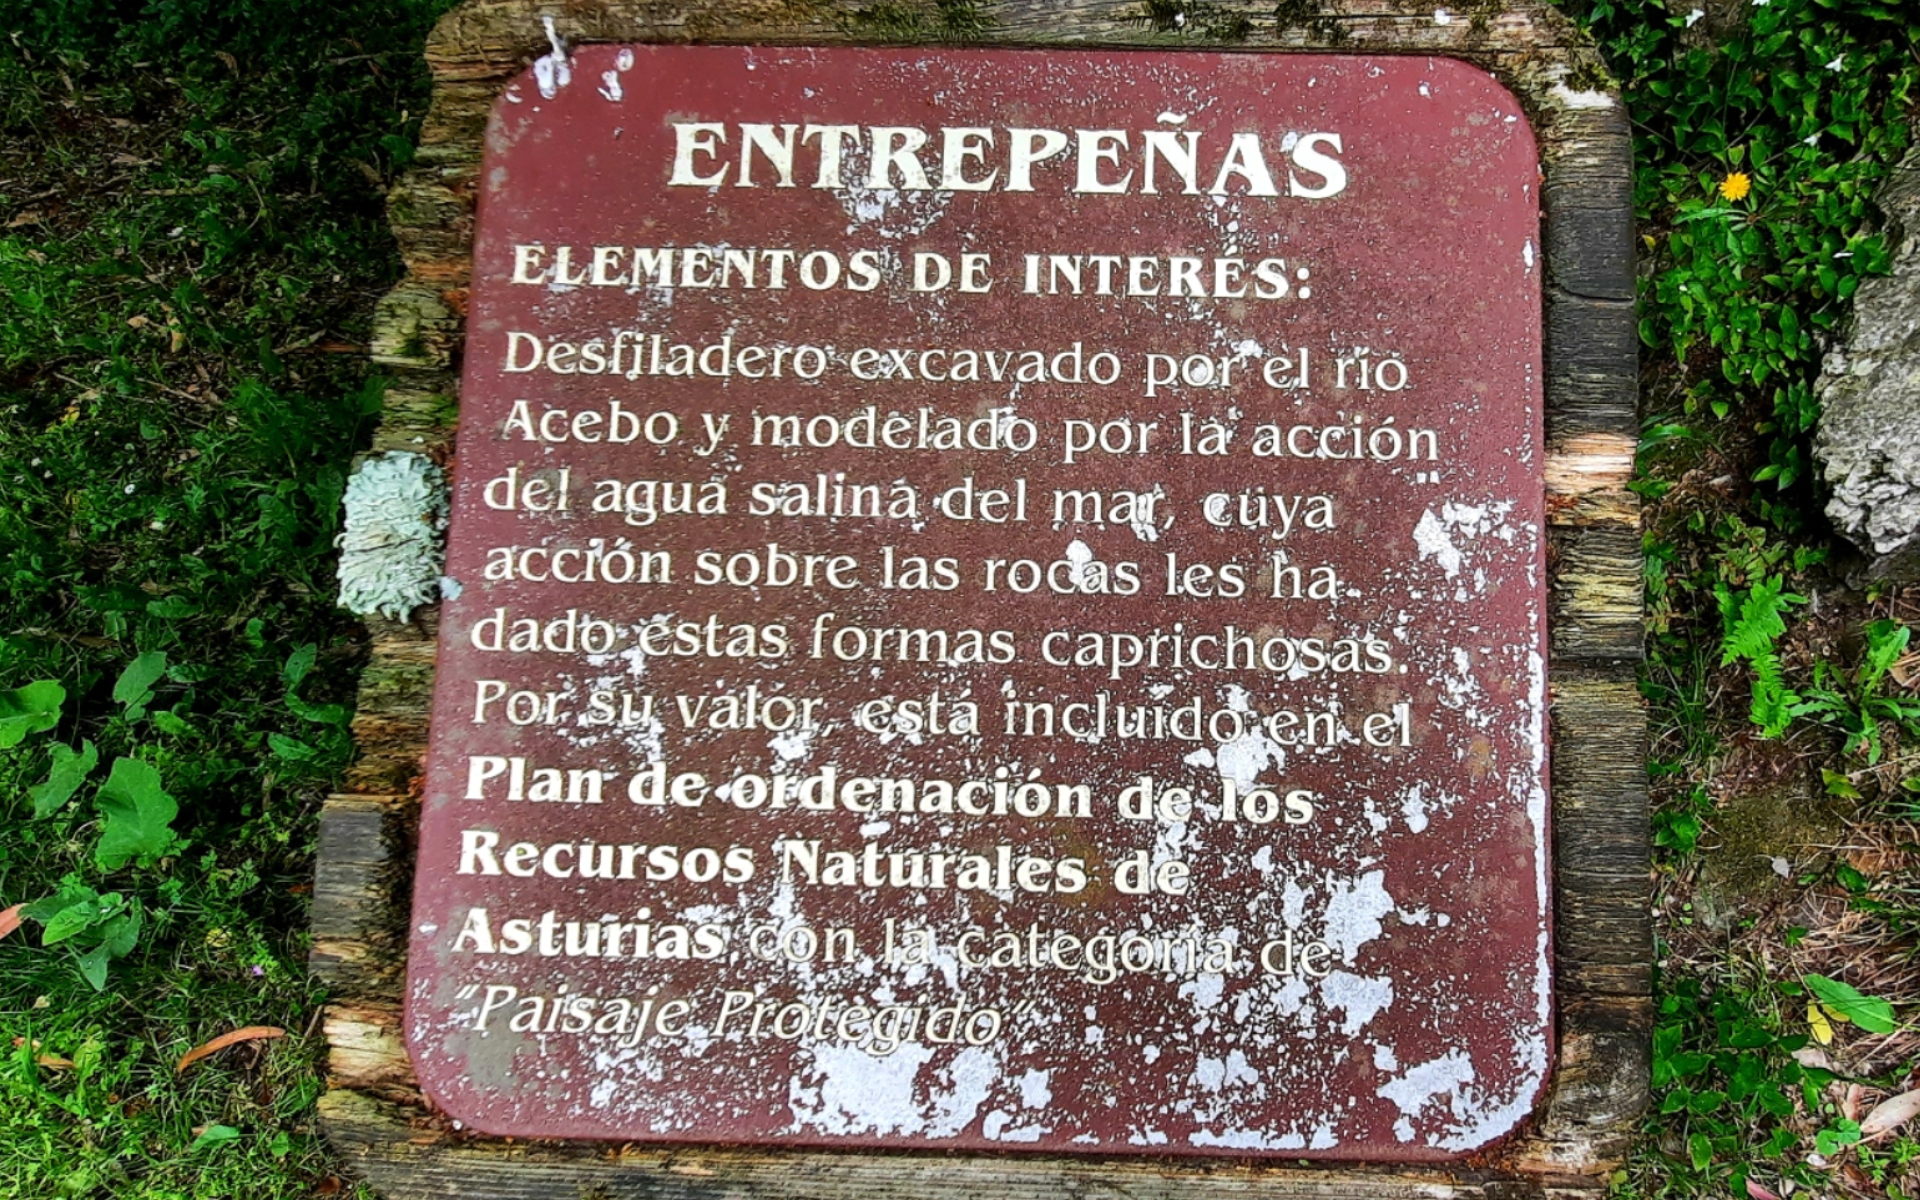 ENTREPEÑAS
ELEMENTOS DE INTERÉS:
Desfiladero excavado por el río
Acebo y modelado por la acción
del agua salina del mar, cuya
acción sobre las rocas les ha
dado estas formas caprichosas.
Por su valor, está incluido en el
Plan de ordenación de los
Recursos Naturales de
Asturias con la categoría de
"Paisaje Protegido"